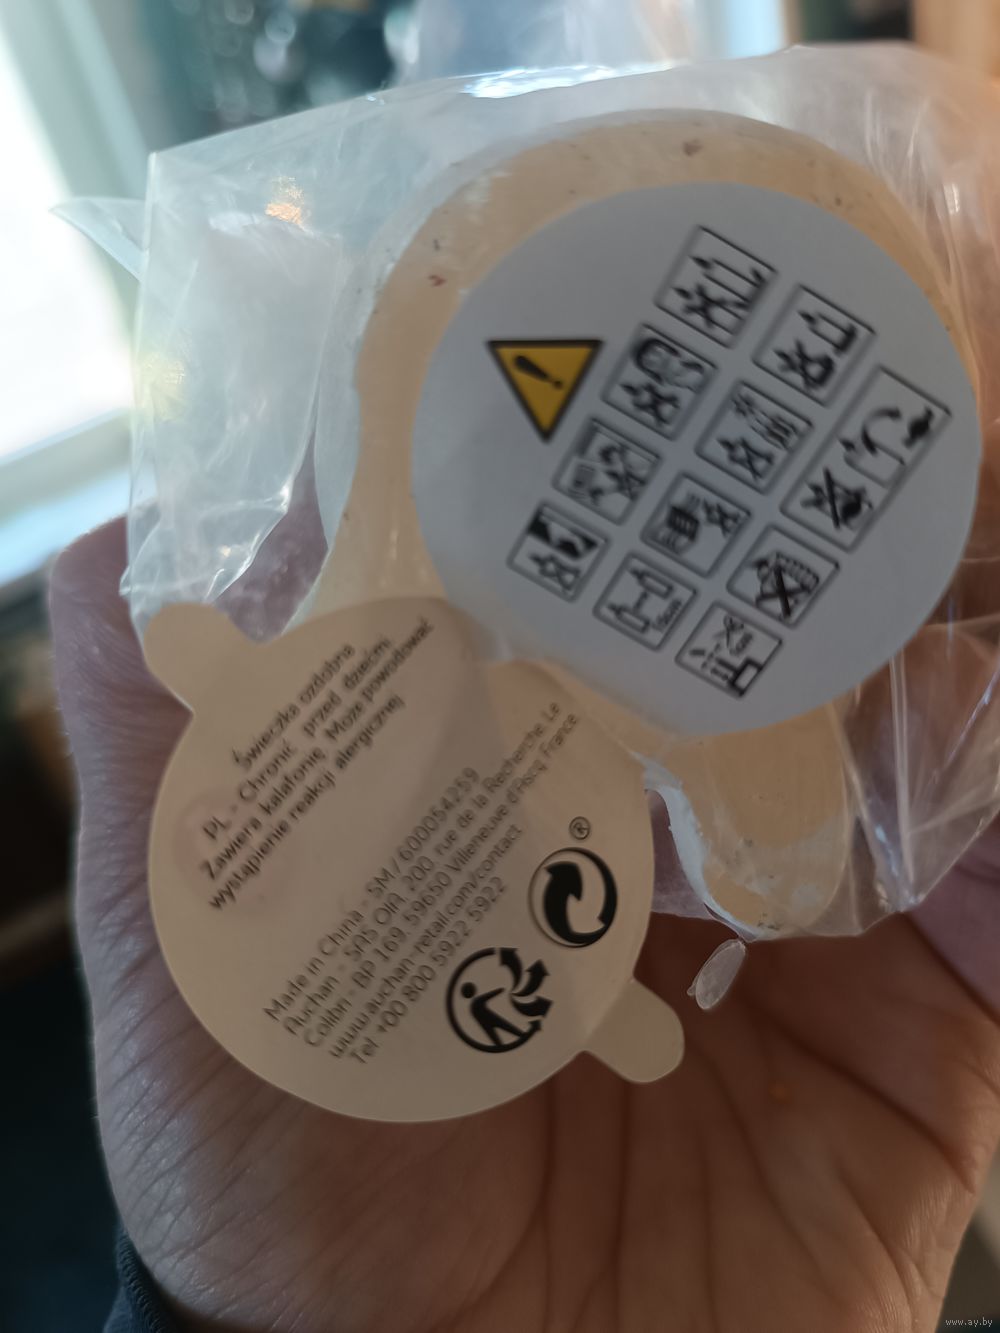 Świeczka ozdobna
PL - Chronić przed dziećmi.
Zawiera kalafonię. Może powodować
wystąpienie reakcji alergicznej
Made in China - SM / 600054259
Auchan - SAS OIA, 200 rue de la Recherche, Le
Colibri - BP 169, 59650 Villeneuve d'Ascq, France
www.auchan-retail.com/contact
Tel +00 800 5922 5922
®
www.ay.by